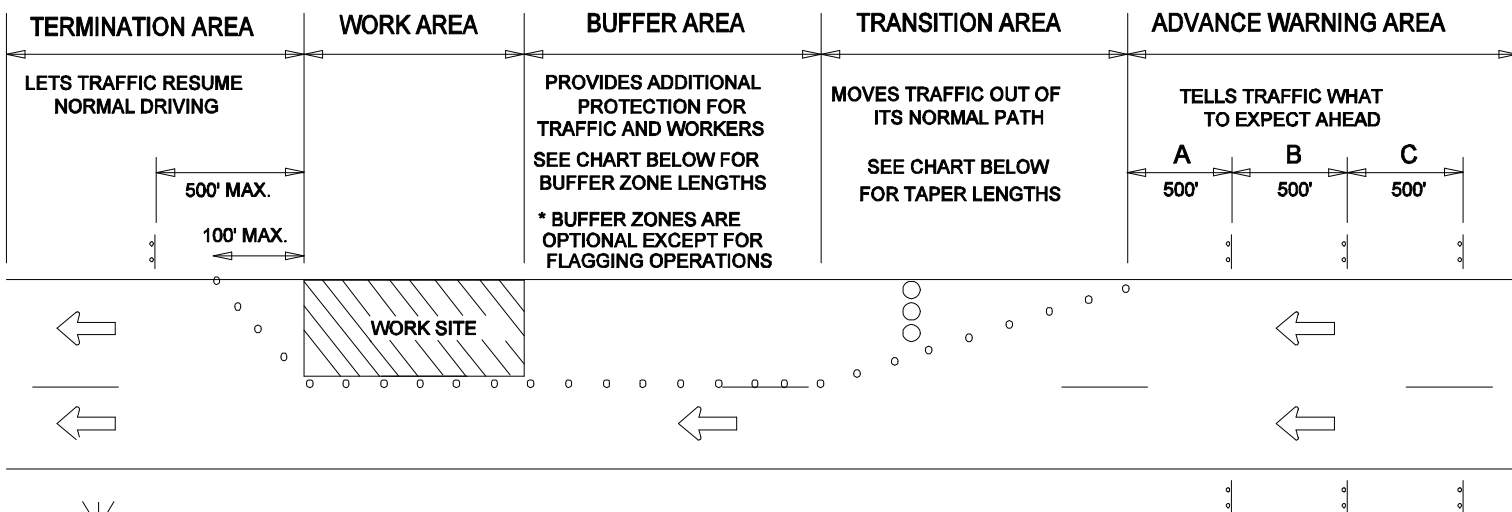 TERMINATION AREA
WORK AREA
BUFFER AREA
TRANSITION AREA
ADVANCE WARNING AREA
LETS TRAFFIC RESUME
NORMAL DRIVING
500' MAX.
100' MAX.
PROVIDES ADDITIONAL
PROTECTION FOR
TRAFFIC AND WORKERS
SEE CHART BELOW FOR
BUFFER ZONE LENGTHS
* BUFFER ZONES ARE
OPTIONAL EXCEPT FOR
FLAGGING OPERATIONS
MOVES TRAFFIC OUT OF
ITS NORMAL PATH
SEE CHART BELOW
FOR TAPER LENGTHS
TELLS TRAFFIC WHAT
TO EXPECT AHEAD
A B C
500' 500' 500'
WORK SITE